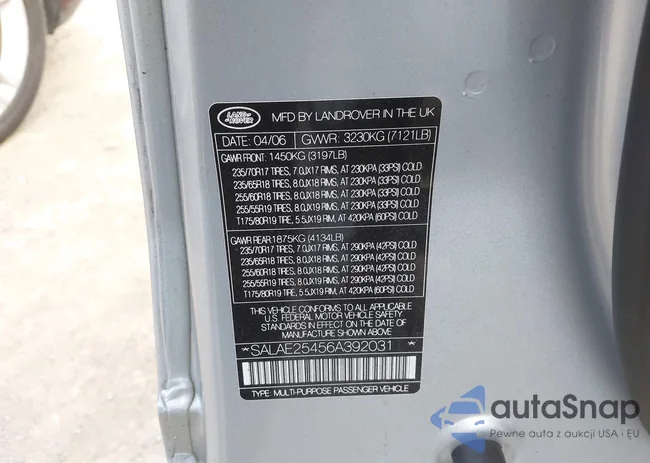 LAND-
ROVER
MFD BY LANDROVER IN THE UK
DATE: 04/06 GVWR: 3230KG (7121LB)
GAWR FRONT: 1450KG (3197LB)
235/70R17 TIRES, 7.0JX17 RIMS, AT 230KPA (33PSI) COLD
235/65R18 TIRES, 8.0JX18 RIMS, AT 230KPA (33PSI) COLD
255/60R18 TIRES, 8.0JX18 RIMS, AT 230KPA (33PSI) COLD
255/55R19 TIRES, 8.0JX19 RIMS, AT 230KPA (33PSI) COLD
T175/80R19 TIRE, 5.5JX19 RIM, AT 420KPA (60PSI) COLD
GAWR REAR: 1875KG (4134LB)
235/70R17 TIRES, 7.0JX17 RIMS, AT 290KPA (42PSI) COLD
235/65R18 TIRES, 8.0JX18 RIMS, AT 290KPA (42PSI) COLD
255/60R18 TIRES, 8.0JX18 RIMS, AT 290KPA (42PSI) COLD
255/55R19 TIRES, 8.0JX19 RIMS, AT 290KPA (42PSI) COLD
T175/80R19 TIRE, 5.5JX19 RIM, AT 420KPA (60PSI) COLD
THIS VEHICLE CONFORMS TO ALL APPLICABLE
U.S. FEDERAL MOTOR VEHICLE SAFETY
STANDARDS IN EFFECT ON THE DATE OF
MANUFACTURE SHOWN ABOVE
*SALAE25456A392031*
TYPE: MULTI-PURPOSE PASSENGER VEHICLE
autaSnap
Pewne auta z aukcji USA i EU